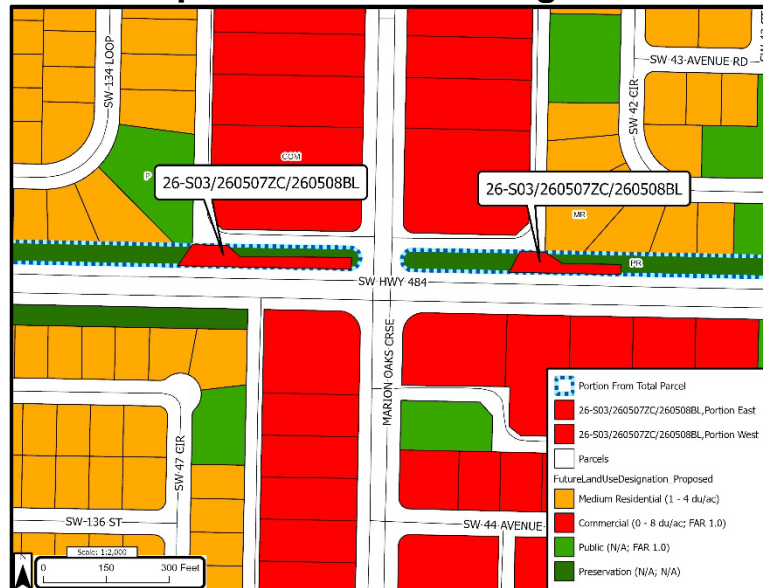 SW 134 LOOP
SW 43 AVENUE RD
SW 42 CIR
COM
P
26-S03/260507ZC/260508BL
26-S03/260507ZC/260508BL
MR
PR
SW HWY 484
MARION OAKS CRSE
SW 47 CIR
SW 136 ST
SW 44 AVENUE
Portion From Total Parcel
26-S03/260507ZC/260508BL,Portion East
26-S03/260507ZC/260508BL,Portion West
Parcels
FutureLandUseDesignation_Proposed
Medium Residential (1 - 4 du/ac)
Commercial (0 - 8 du/ac; FAR 1.0)
Public (N/A; FAR 1.0)
Preservation (N/A; N/A)
N
Scale: 1:2,000
0 150 300 Feet